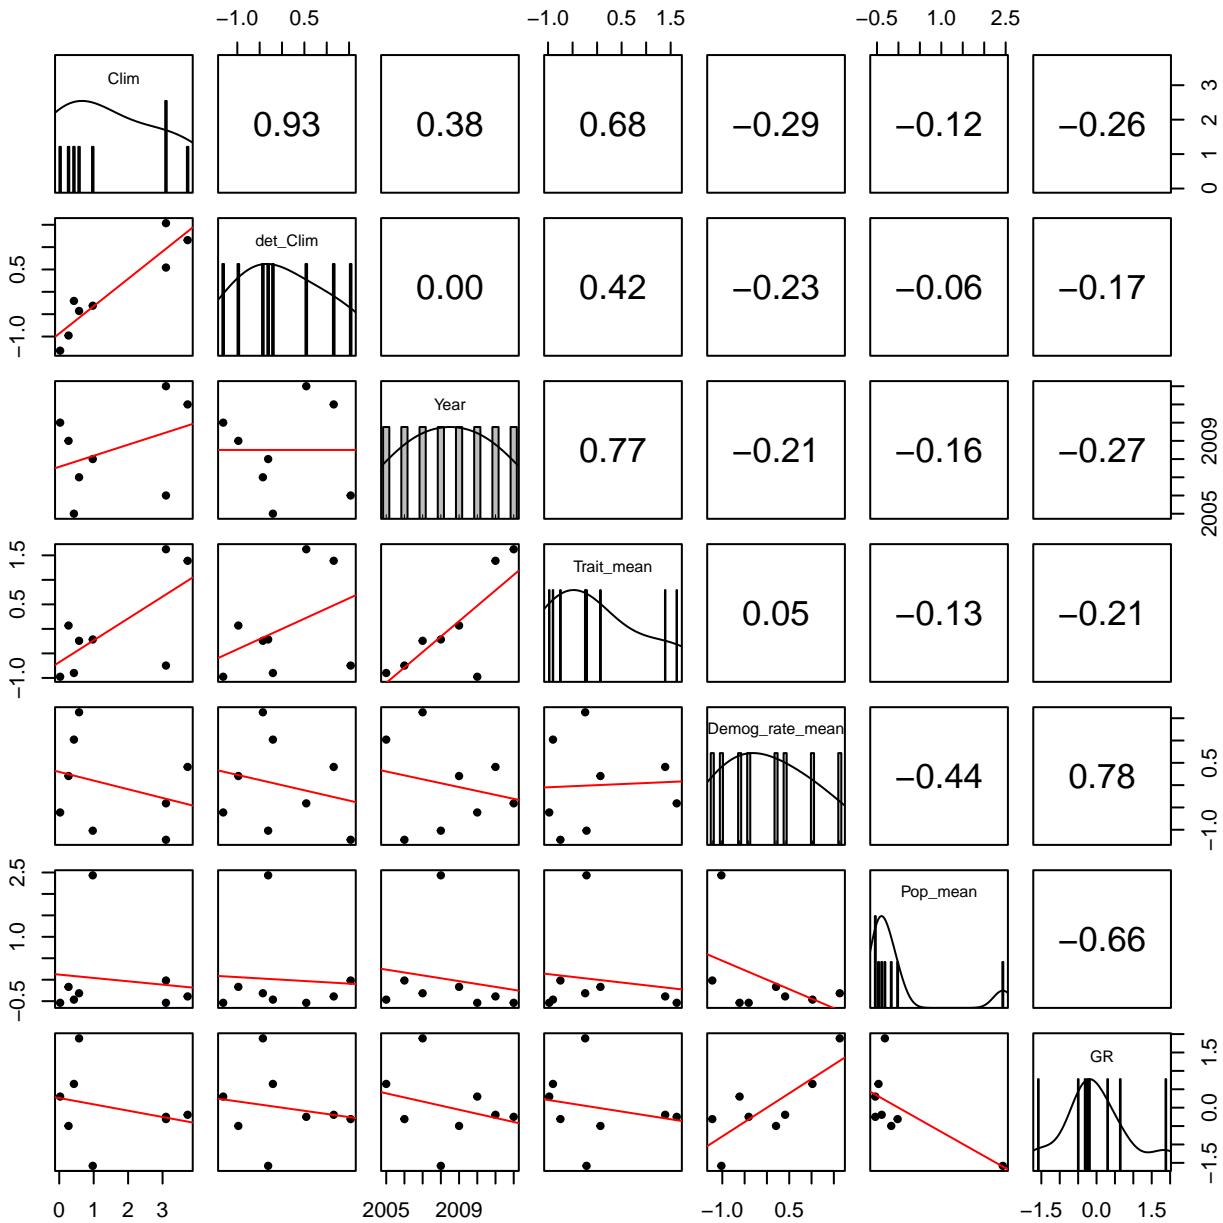 −1.0 0.5 −1.0 0.5 1.5 −0.5 1.0 2.5
Clim 0.93 0.38 0.68 −0.29 −0.12 −0.26 0 1 2 3
−1.0 0.5 det_Clim 0.00 0.42 −0.23 −0.06 −0.17
Year 0.77 −0.21 −0.16 −0.27 2005 2009
−1.0 0.5 1.5 Trait_mean 0.05 −0.13 −0.21
Demog_rate_mean −0.44 0.78 −1.0 0.5
−0.5 1.0 2.5 Pop_mean −0.66
GR −1.5 0.0 1.5
0 1 2 3 2005 2009 −1.0 0.5 −1.5 0.0 1.5